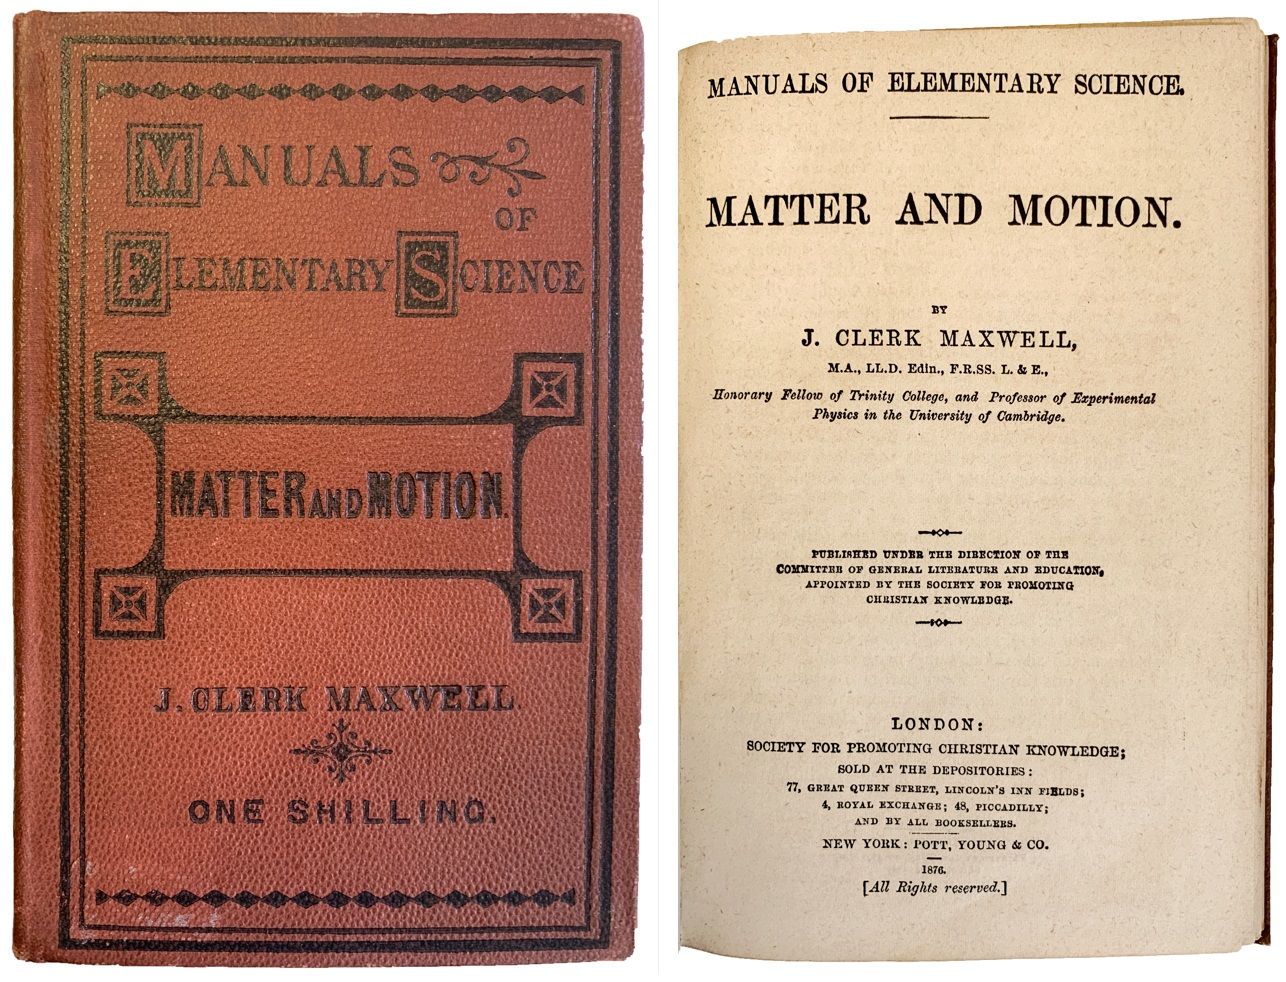 MANUALS
OF
ELEMENTARY SCIENCE
MATTER AND MOTION.
J. CLERK MAXWELL.
ONE SHILLING.
MANUALS OF ELEMENTARY SCIENCE.
MATTER AND MOTION.
BY
J. CLERK MAXWELL,
M.A., LL.D. Edin., F.R.SS. L. & E.,
Honorary Fellow of Trinity College, and Professor of Experimental
Physics in the University of Cambridge.
PUBLISHED UNDER THE DIRECTION OF THE
COMMITTEE OF GENERAL LITERATURE AND EDUCATION,
APPOINTED BY THE SOCIETY FOR PROMOTING
CHRISTIAN KNOWLEDGE.
LONDON:
SOCIETY FOR PROMOTING CHRISTIAN KNOWLEDGE;
SOLD AT THE DEPOSITORIES:
77, GREAT QUEEN STREET, LINCOLN'S INN FIELDS;
4, ROYAL EXCHANGE; 48, PICCADILLY;
AND BY ALL BOOKSELLERS.
NEW YORK: POTT, YOUNG & CO.
1876.
[All Rights reserved.]